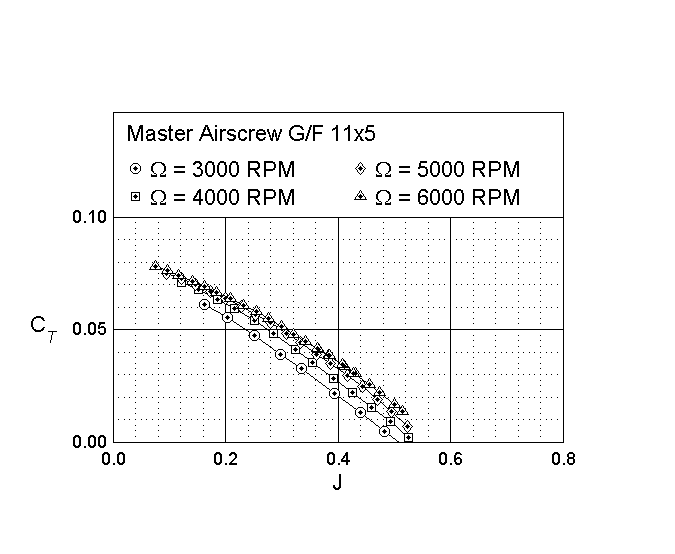 Master Airscrew G/F 11x5
Ω = 3000 RPM
Ω = 5000 RPM
Ω = 4000 RPM
Ω = 6000 RPM
0.10
0.05
0.00
C_T
0.0
0.2
0.4
0.6
0.8
J